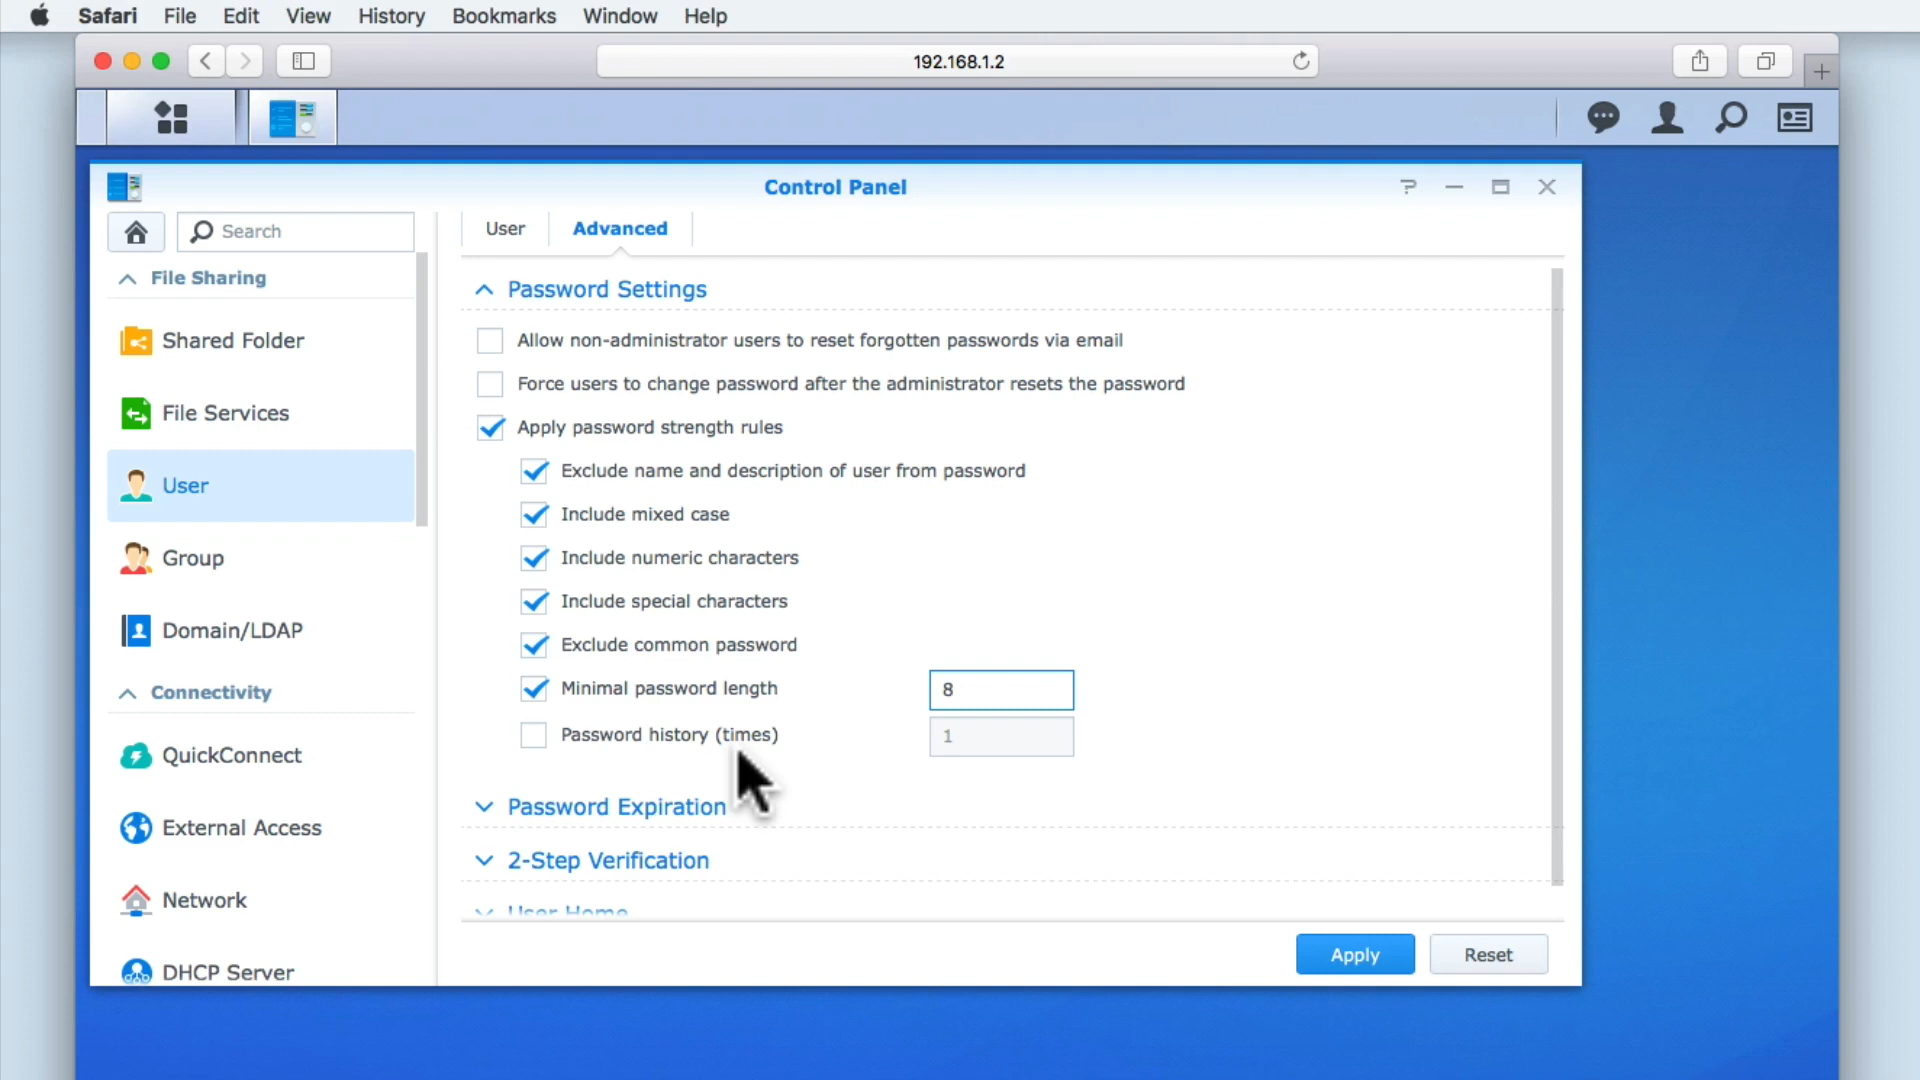 Safari File Edit View History Bookmarks Window Help
192.168.1.2
Control Panel
Search
User Advanced
File Sharing
Shared Folder
File Services
User
Group
Domain/LDAP
Connectivity
QuickConnect
External Access
Network
DHCP Server
Password Settings
Allow non-administrator users to reset forgotten passwords via email
Force users to change password after the administrator resets the password
Apply password strength rules
Exclude name and description of user from password
Include mixed case
Include numeric characters
Include special characters
Exclude common password
Minimal password length 8
Password history (times) 1
Password Expiration
2-Step Verification
User Home
Apply Reset